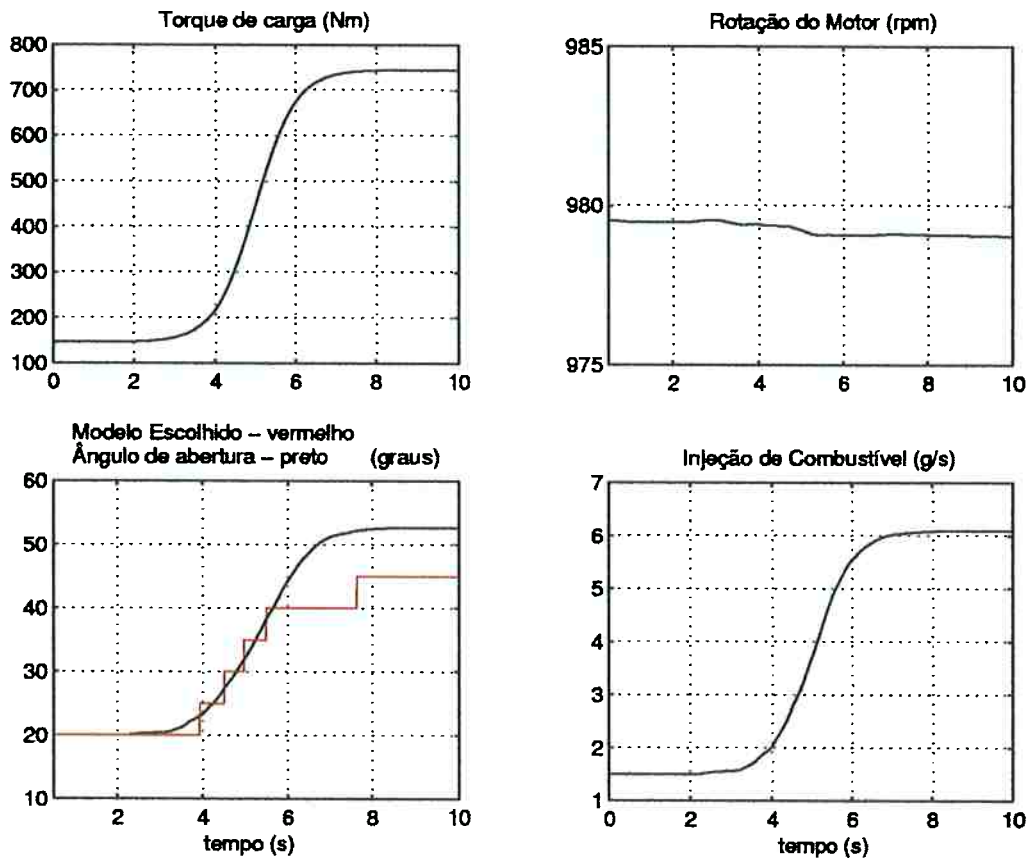 Torque de carga (Nm)
800
700
600
500
400
300
200
100
0 2 4 6 8 10
Rotação do Motor (rpm)
985
980
975
2 4 6 8 10
Modelo Escolhido – vermelho
Ângulo de abertura – preto (graus)
60
50
40
30
20
10
2 4 6 8 10
tempo (s)
Injeção de Combustível (g/s)
7
6
5
4
3
2
1
0 2 4 6 8 10
tempo (s)